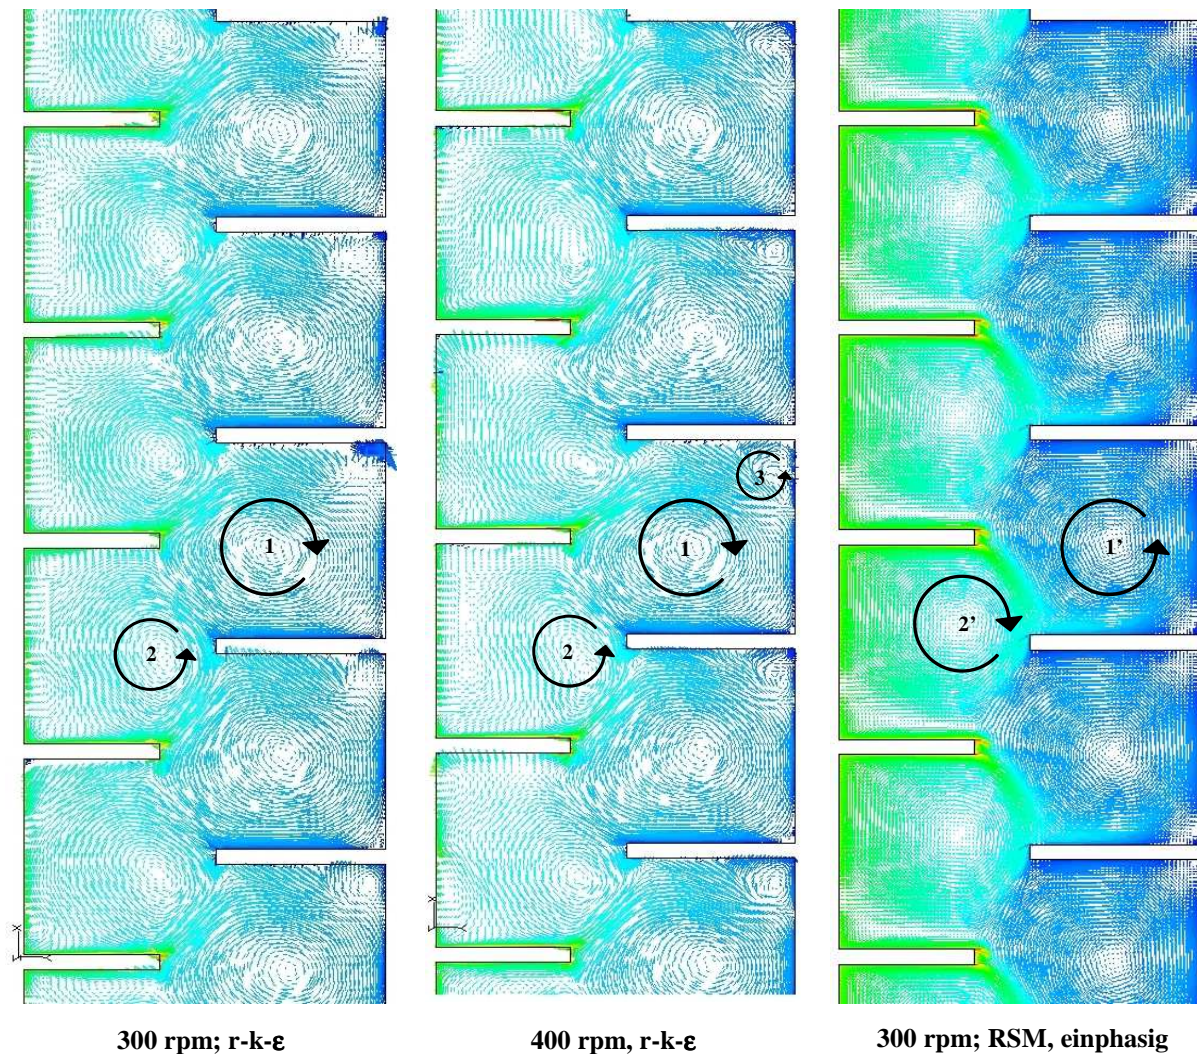 3
1
1
1'
2
2
2'
X
Y
X
Y
300 rpm; r-k-ε
400 rpm, r-k-ε
300 rpm; RSM, einphasig